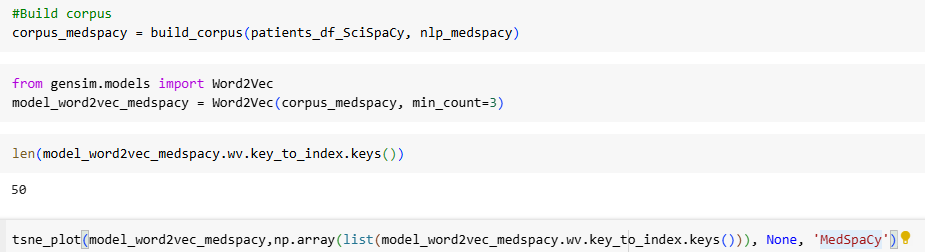 #Build corpus
corpus_medspacy = build_corpus(patients_df_SciSpaCy, nlp_medspacy)
from gensim.models import Word2Vec
model_word2vec_medspacy = Word2Vec(corpus_medspacy, min_count=3)
len(model_word2vec_medspacy.wv.key_to_index.keys())
50
tsne_plot(model_word2vec_medspacy,np.array(list(model_word2vec_medspacy.wv.key_to_index.keys())), None, 'MedSpaCy')